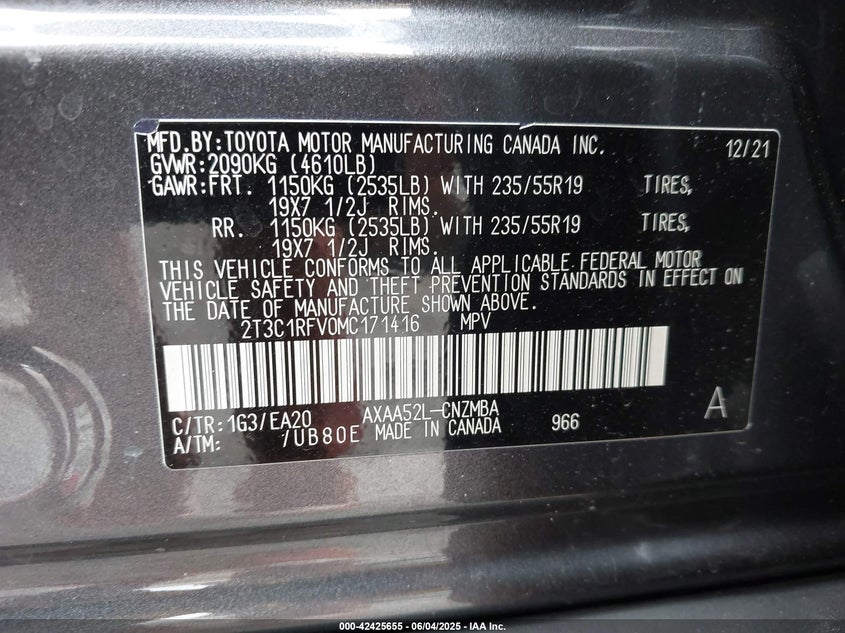 MFD.BY:TOYOTA MOTOR MANUFACTURING CANADA INC. 12/21
GVWR:2090KG (4610LB)
GAWR:FRT. 1150KG (2535LB) WITH 235/55R19 TIRES,
19X7 1/2J RIMS.
RR. 1150KG (2535LB) WITH 235/55R19 TIRES,
19X7 1/2J RIMS.
THIS VEHICLE CONFORMS TO ALL APPLICABLE FEDERAL MOTOR
VEHICLE SAFETY AND THEFT PREVENTION STANDARDS IN EFFECT ON
THE DATE OF MANUFACTURE SHOWN ABOVE.
2T3C1RFV0MC171416 MPV
C/TR:1G3/EA20 AXAA52L-CNZMBA A
A/TM: /UB80E MADE IN CANADA 966
000-42425655 - 06/04/2025 - IAA Inc.